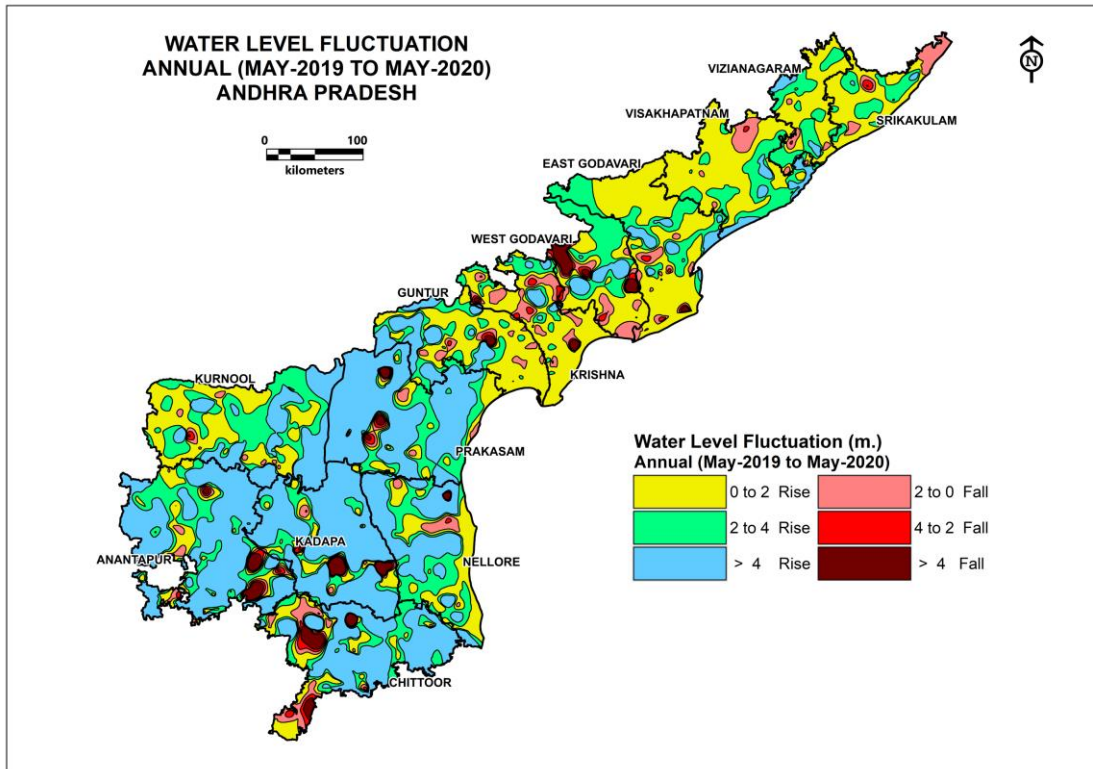 WATER LEVEL FLUCTUATION
ANNUAL (MAY-2019 TO MAY-2020)
ANDHRA PRADESH
0 100
kilometers
N
VIZIANAGARAM
VISAKHAPATNAM
SRIKAKULAM
EAST GODAVARI
WEST GODAVARI
GUNTUR
KRISHNA
KURNOOL
PRAKASAM
KADAPA
ANANTAPUR
NELLORE
CHITTOOR
Water Level Fluctuation (m.)
Annual (May-2019 to May-2020)
0 to 2 Rise 2 to 0 Fall
2 to 4 Rise 4 to 2 Fall
> 4 Rise > 4 Fall